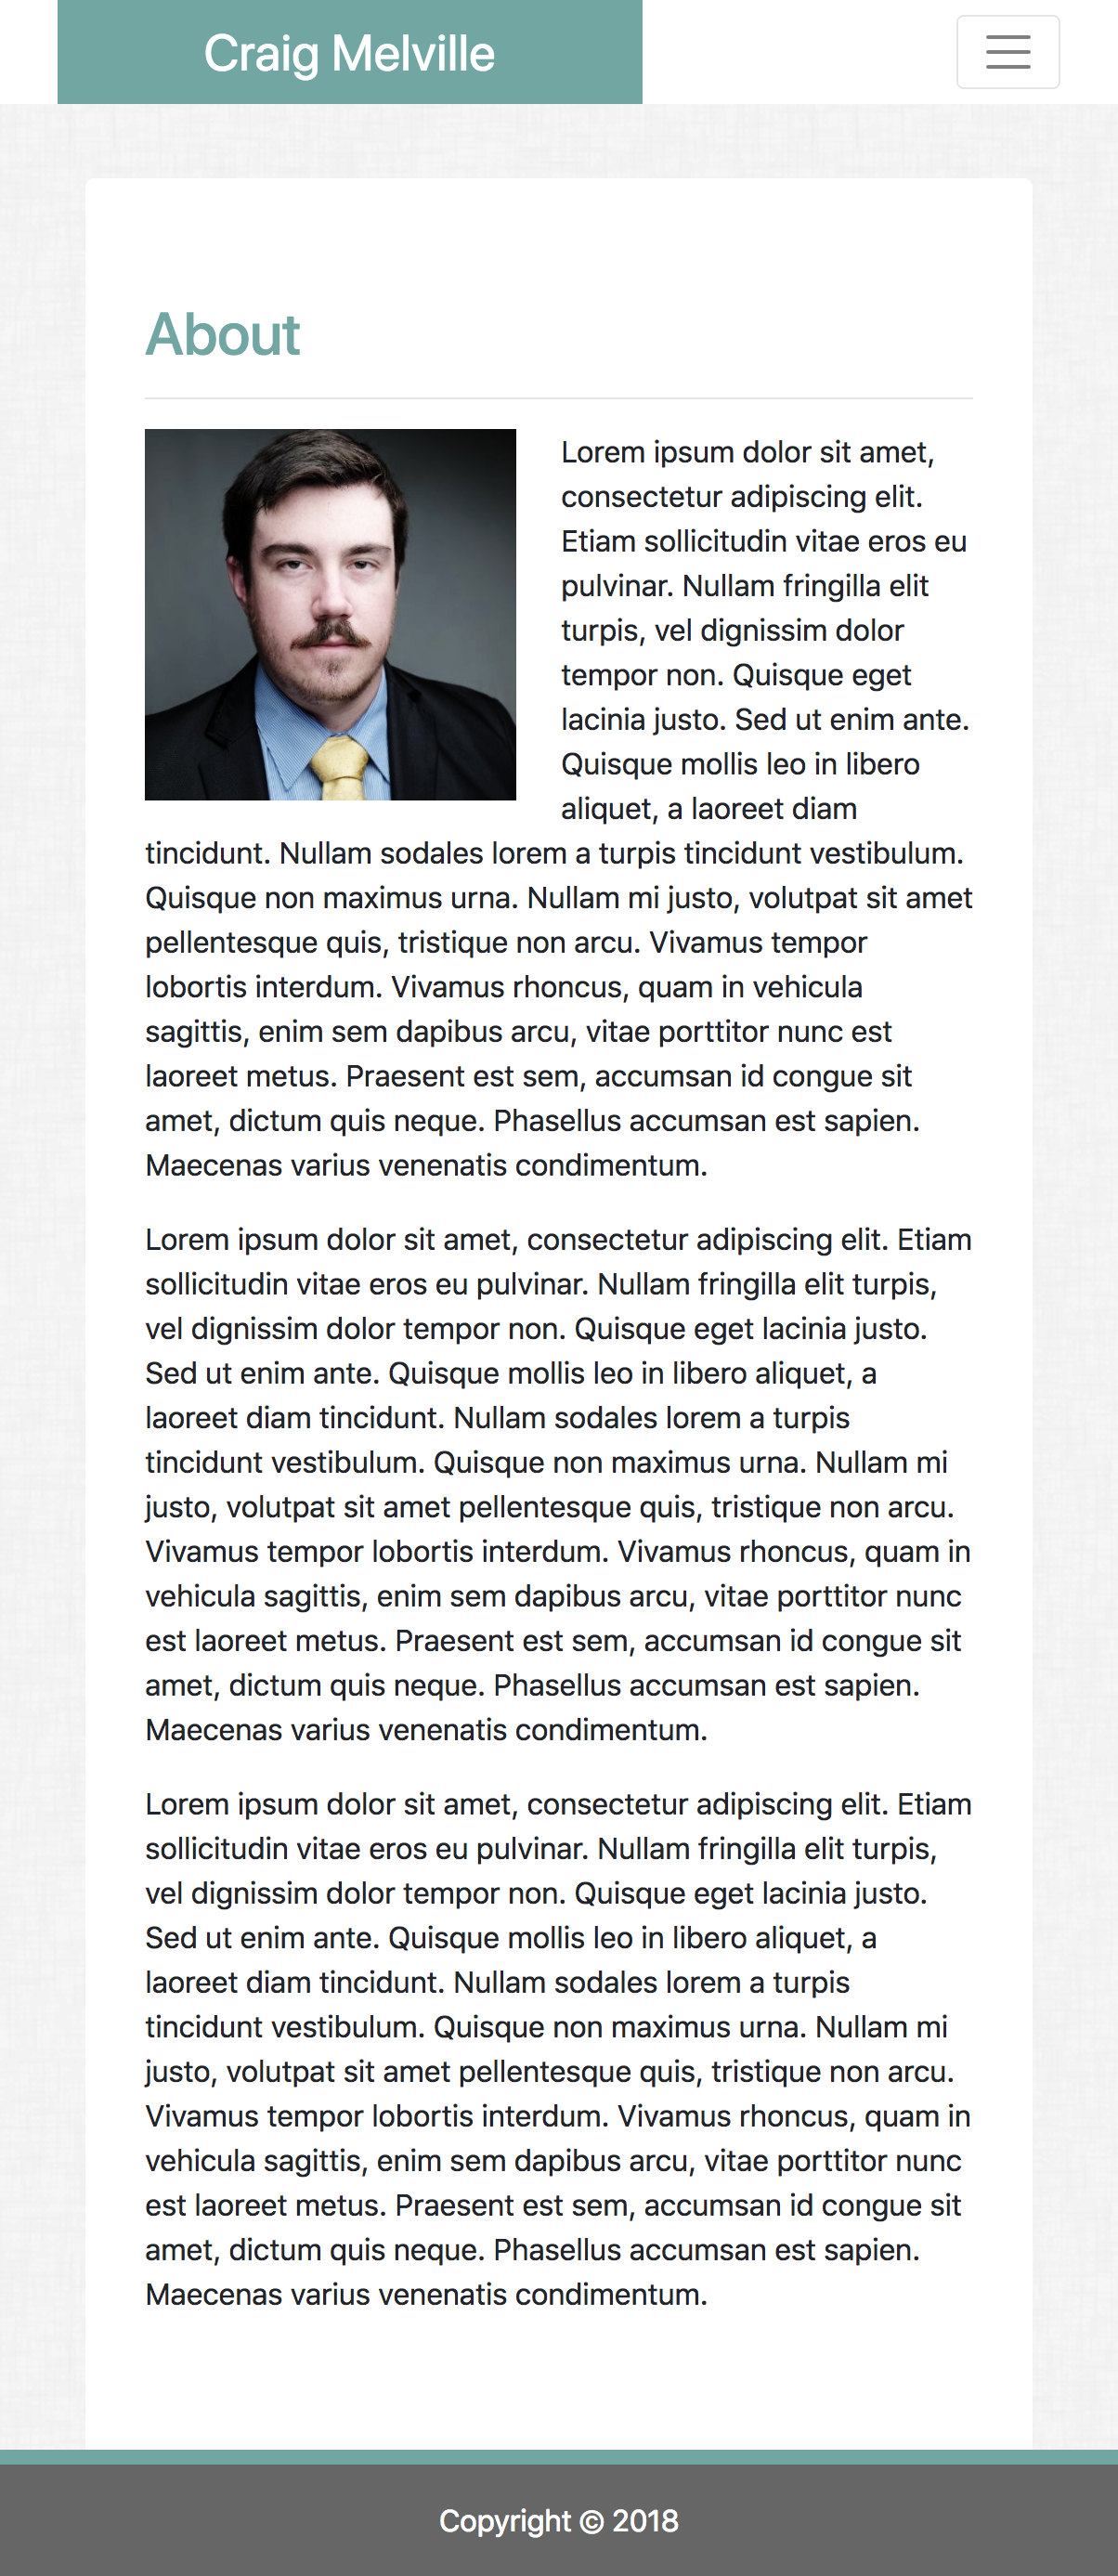 Craig Melville
About
Lorem ipsum dolor sit amet,
consectetur adipiscing elit.
Etiam sollicitudin vitae eros eu
pulvinar. Nullam fringilla elit
turpis, vel dignissim dolor
tempor non. Quisque eget
lacinia justo. Sed ut enim ante.
Quisque mollis leo in libero
aliquet, a laoreet diam
tincidunt. Nullam sodales lorem a turpis tincidunt vestibulum.
Quisque non maximus urna. Nullam mi justo, volutpat sit amet
pellentesque quis, tristique non arcu. Vivamus tempor
lobortis interdum. Vivamus rhoncus, quam in vehicula
sagittis, enim sem dapibus arcu, vitae porttitor nunc est
laoreet metus. Praesent est sem, accumsan id congue sit
amet, dictum quis neque. Phasellus accumsan est sapien.
Maecenas varius venenatis condimentum.
Lorem ipsum dolor sit amet, consectetur adipiscing elit. Etiam
sollicitudin vitae eros eu pulvinar. Nullam fringilla elit turpis,
vel dignissim dolor tempor non. Quisque eget lacinia justo.
Sed ut enim ante. Quisque mollis leo in libero aliquet, a
laoreet diam tincidunt. Nullam sodales lorem a turpis
tincidunt vestibulum. Quisque non maximus urna. Nullam mi
justo, volutpat sit amet pellentesque quis, tristique non arcu.
Vivamus tempor lobortis interdum. Vivamus rhoncus, quam in
vehicula sagittis, enim sem dapibus arcu, vitae porttitor nunc
est laoreet metus. Praesent est sem, accumsan id congue sit
amet, dictum quis neque. Phasellus accumsan est sapien.
Maecenas varius venenatis condimentum.
Lorem ipsum dolor sit amet, consectetur adipiscing elit. Etiam
sollicitudin vitae eros eu pulvinar. Nullam fringilla elit turpis,
vel dignissim dolor tempor non. Quisque eget lacinia justo.
Sed ut enim ante. Quisque mollis leo in libero aliquet, a
laoreet diam tincidunt. Nullam sodales lorem a turpis
tincidunt vestibulum. Quisque non maximus urna. Nullam mi
justo, volutpat sit amet pellentesque quis, tristique non arcu.
Vivamus tempor lobortis interdum. Vivamus rhoncus, quam in
vehicula sagittis, enim sem dapibus arcu, vitae porttitor nunc
est laoreet metus. Praesent est sem, accumsan id congue sit
amet, dictum quis neque. Phasellus accumsan est sapien.
Maecenas varius venenatis condimentum.
Copyright © 2018